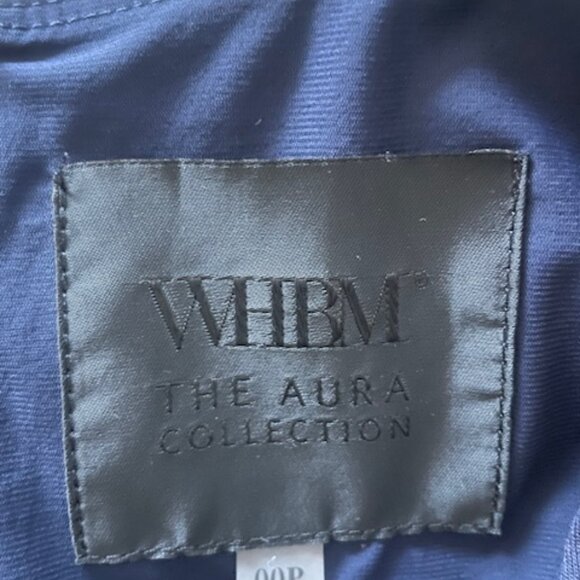 WHBM®
THE AURA
COLLECTION
00P